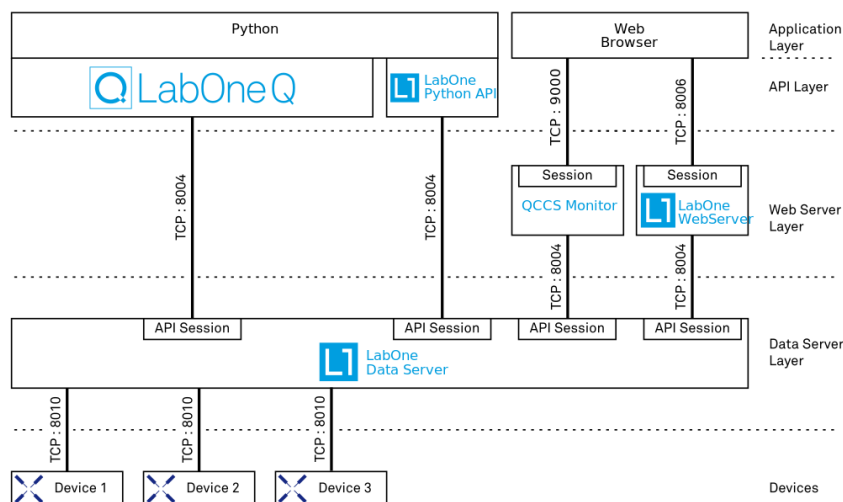 Python
Web
Browser
Application
Layer
LabOne Q
LabOne
Python API
API Layer
TCP : 9000
TCP : 8006
TCP : 8004
TCP : 8004
Session
Session
QCCS Monitor
LabOne
WebServer
Web Server
Layer
TCP : 8004
TCP : 8004
API Session
API Session
API Session
API Session
LabOne
Data Server
Data Server
Layer
TCP : 8010
TCP : 8010
TCP : 8010
Device 1
Device 2
Device 3
Devices